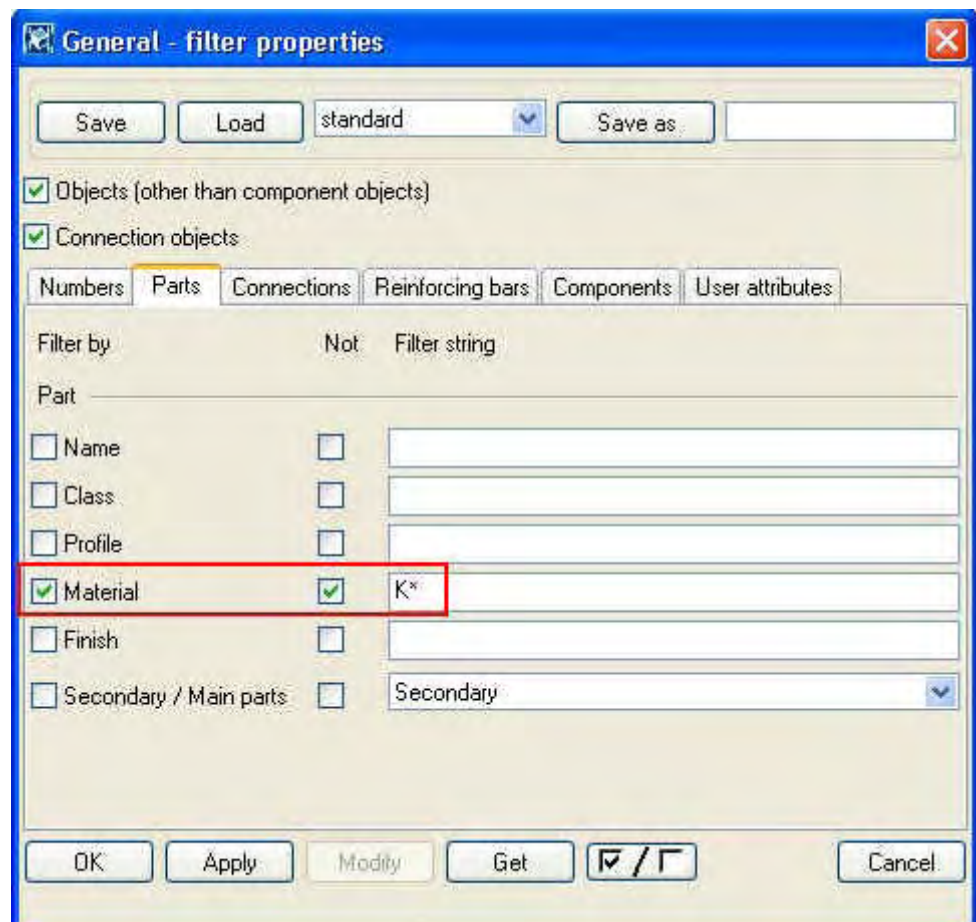 General - filter properties
Save Load standard Save as
Objects (other than component objects)
Connection objects
Numbers Parts Connections Reinforcing bars Components User attributes
Filter by Not Filter string
Part
Name
Class
Profile
Material K*
Finish
Secondary / Main parts Secondary
OK Apply Modify Get / Cancel